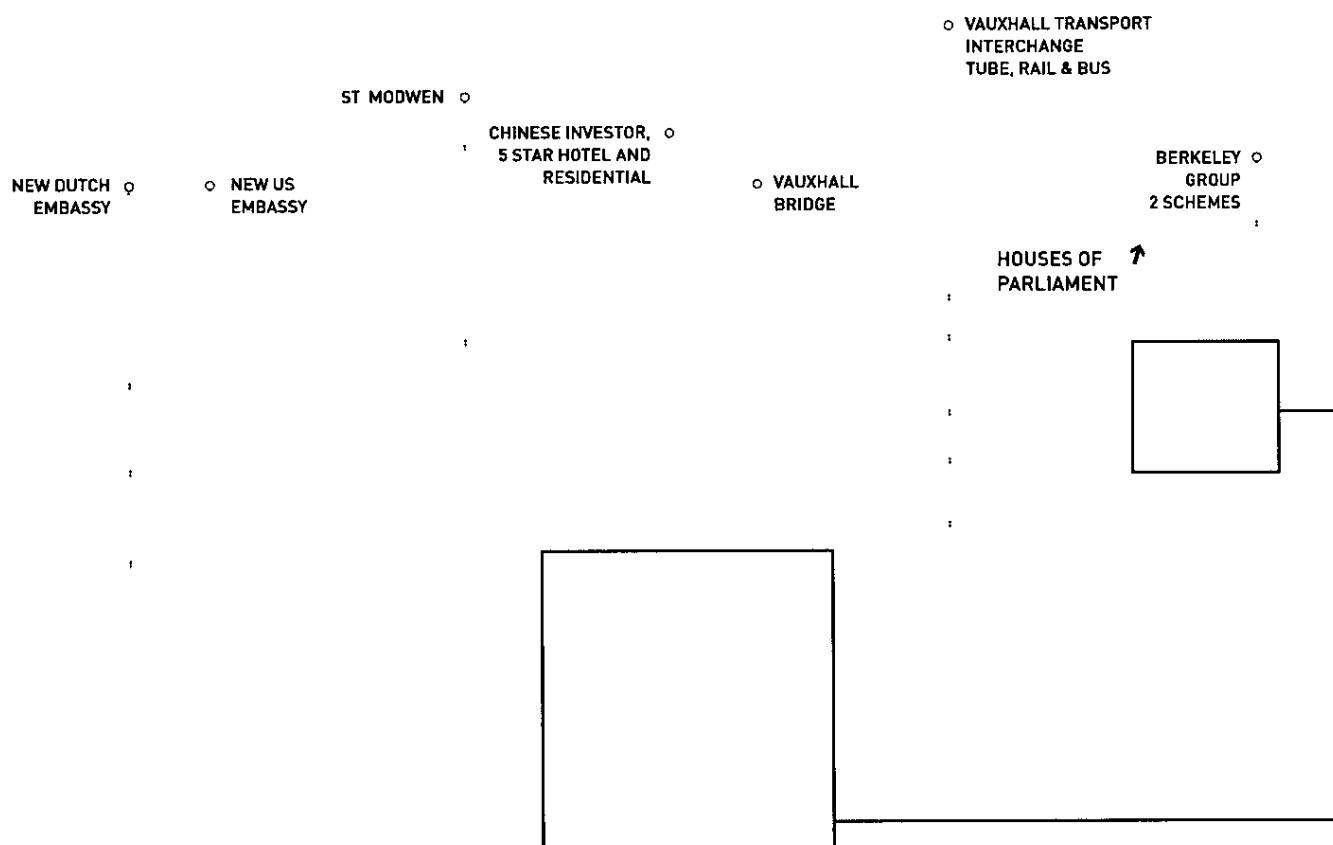 VAUXHALL TRANSPORT
INTERCHANGE
TUBE, RAIL & BUS
ST MODWEN
CHINESE INVESTOR,
5 STAR HOTEL AND
RESIDENTIAL
NEW DUTCH
EMBASSY
NEW US
EMBASSY
VAUXHALL
BRIDGE
BERKELEY
GROUP
2 SCHEMES
HOUSES OF
PARLIAMENT